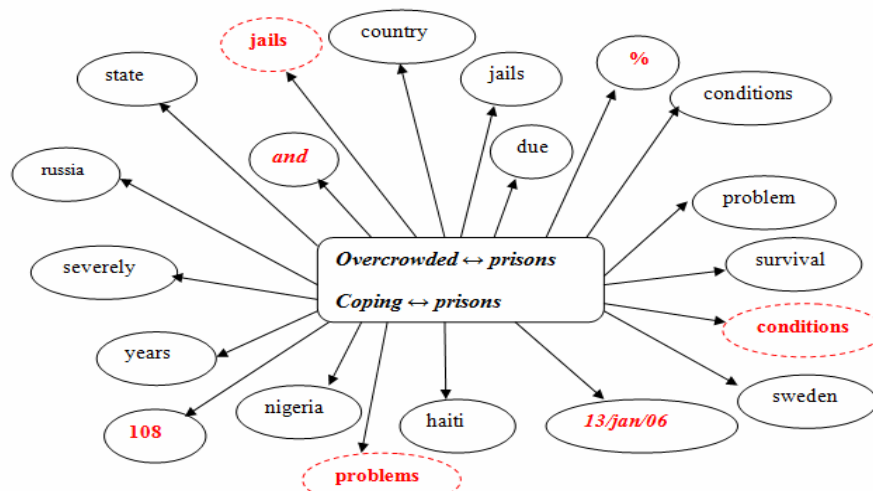 jails
country
%
state
jails
conditions
and
due
russia
problem
Overcrowded ↔ prisons
survival
severely
Coping ↔ prisons
conditions
years
sweden
nigeria
haiti
13/jan/06
108
problems